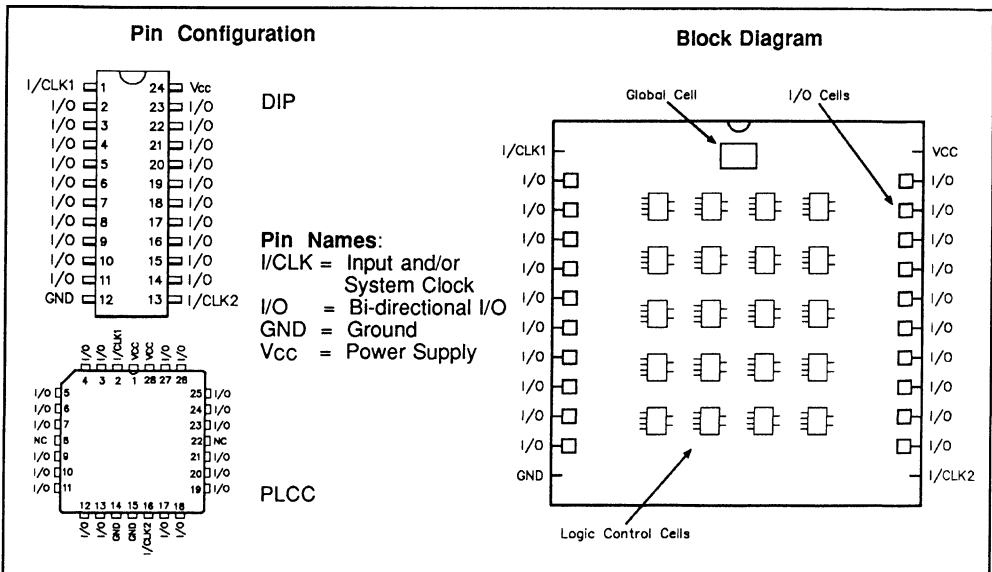 Pin Configuration
I/CLK1 1 24 Vcc
I/O 2 23 I/O
I/O 3 22 I/O
I/O 4 21 I/O
I/O 5 20 I/O
I/O 6 19 I/O
I/O 7 18 I/O
I/O 8 17 I/O
I/O 9 16 I/O
I/O 10 15 I/O
I/O 11 14 I/O
GND 12 13 I/CLK2
DIP
Pin Names:
I/CLK = Input and/or
System Clock
I/O = Bi-directional I/O
GND = Ground
Vcc = Power Supply
I/O I/O I/CLK1 VCC VCC I/O I/O
4 3 2 1 28 27 26
I/O 5 25 I/O
I/O 6 24 I/O
I/O 7 23 I/O
NC 8 22 NC
I/O 9 21 I/O
I/O 10 20 I/O
I/O 11 19 I/O
12 13 14 15 16 17 18
I/O I/O GND GND I/CLK2 I/O I/O
PLCC
Block Diagram
Global Cell
I/O Cells
I/CLK1 VCC
I/O I/O
I/O I/O
I/O I/O
I/O I/O
I/O I/O
I/O I/O
I/O I/O
I/O I/O
I/O I/O
I/O I/O
GND I/CLK2
Logic Control Cells